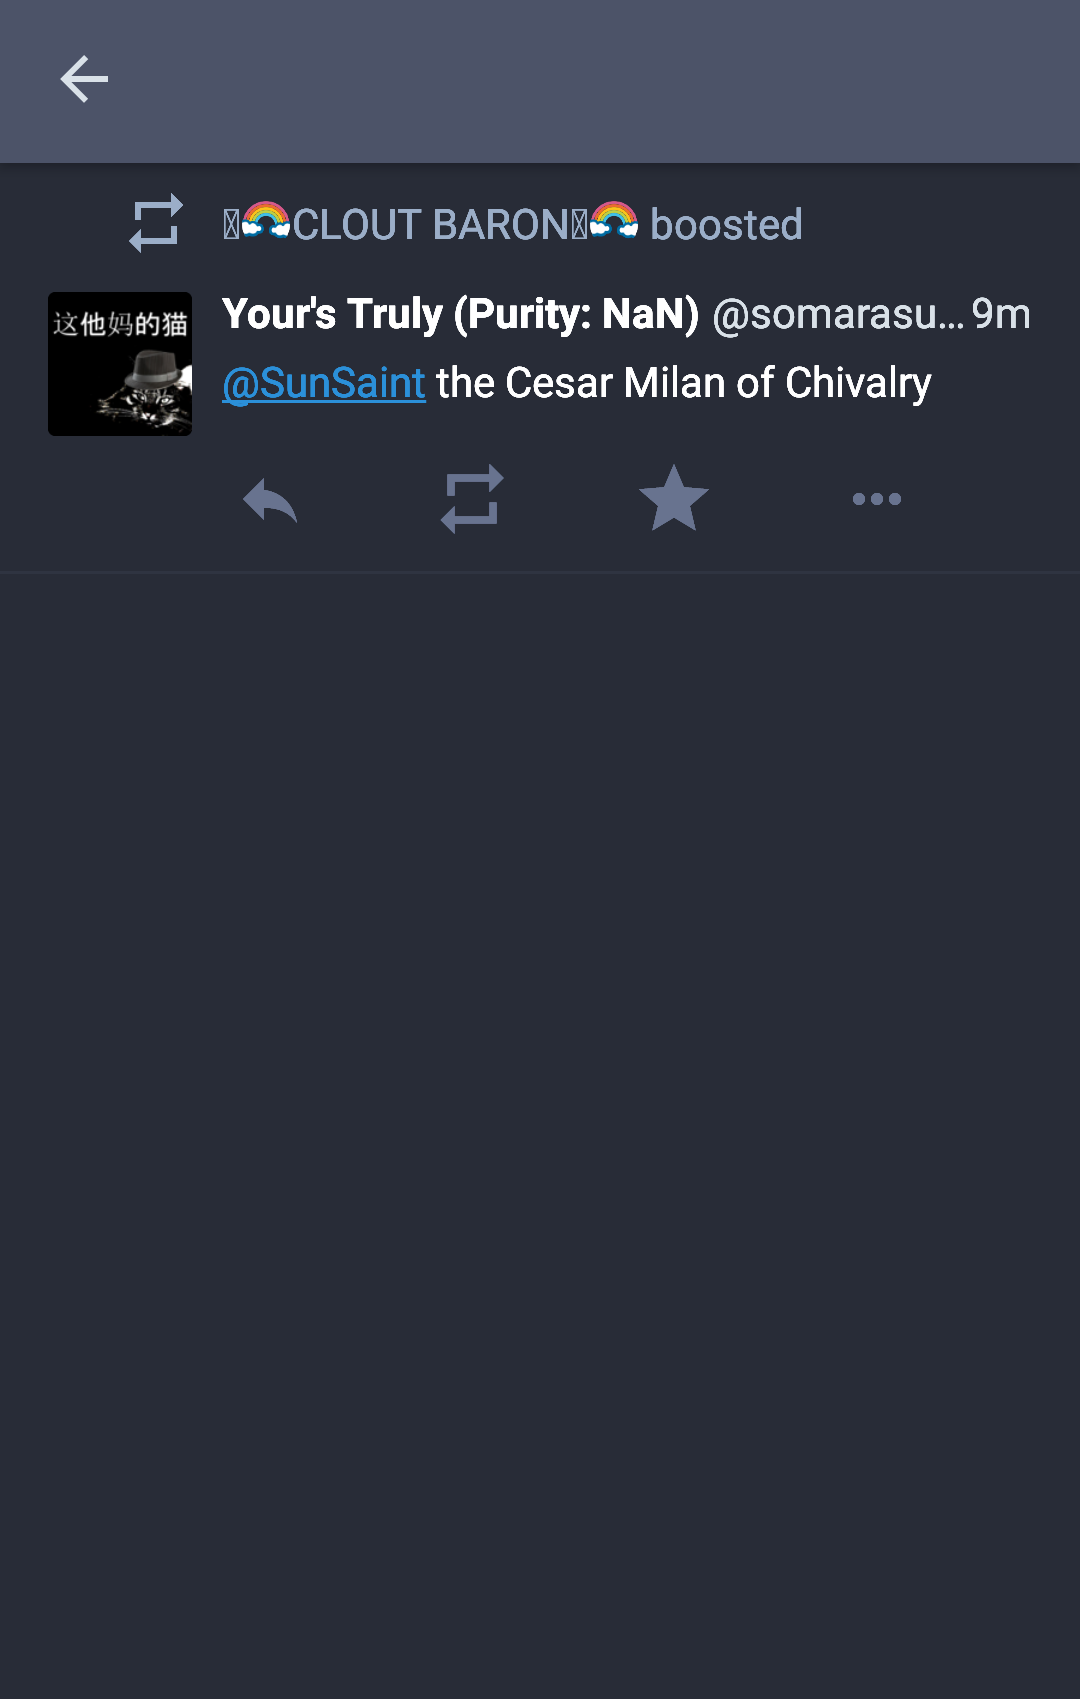 🌈CLOUT BARON🌈 boosted
Your's Truly (Purity: NaN) @somarasu... 9m
这他妈的猫
@SunSaint the Cesar Milan of Chivalry